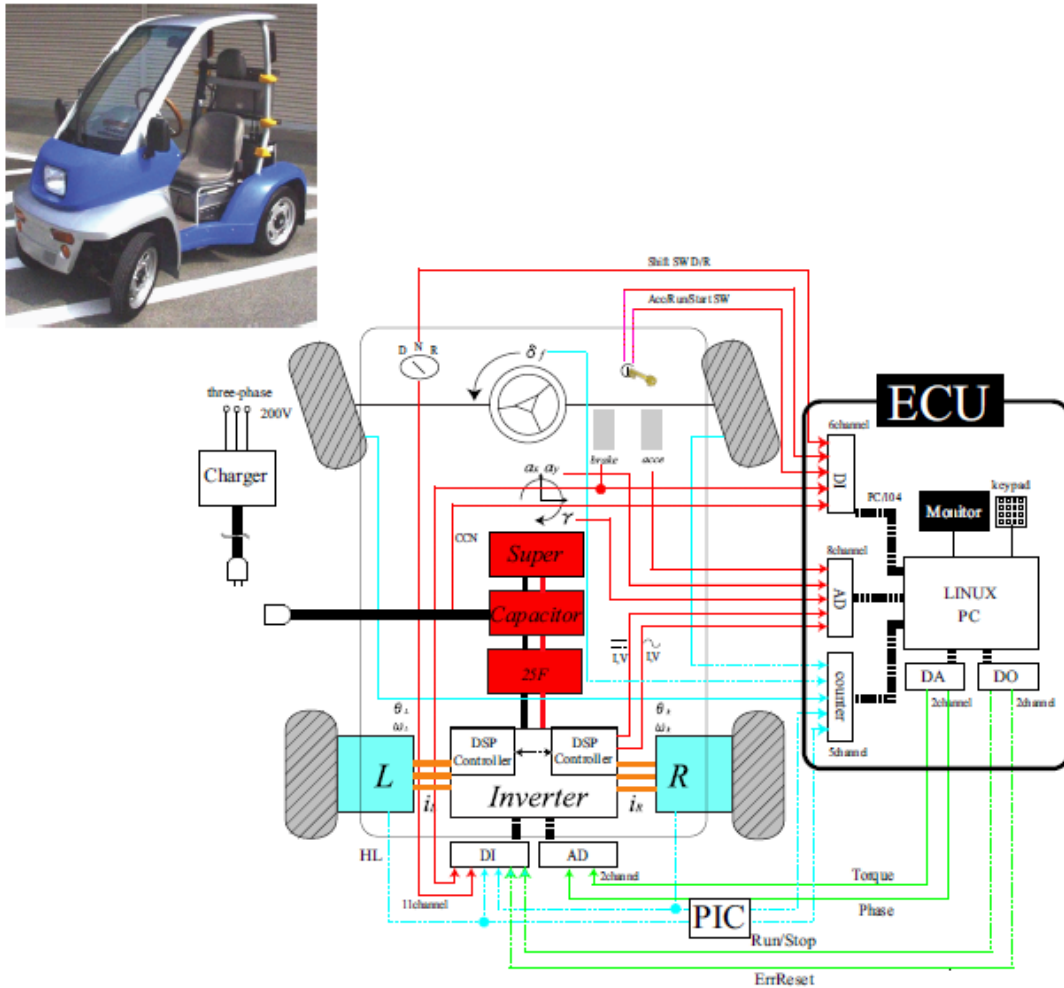 Shift SW D/R
Acc/Run/Start SW
D N R
δf
three-phase
200V
ECU
6channel
Charger
brake
acce
DI
PC/104
keypad
Monitor
αx αy
γ
CCN
Super
8channel
AD
LINUX
PC
Capacitor
I,V
I,V
25F
DA
DO
2channel
2channel
counter
5channel
θL
ωL
θR
ωR
DSP
Controller
DSP
Controller
L
R
Inverter
iL
iR
HL
DI
AD
2channel
11channel
Torque
Phase
PIC
Run/Stop
ErrReset